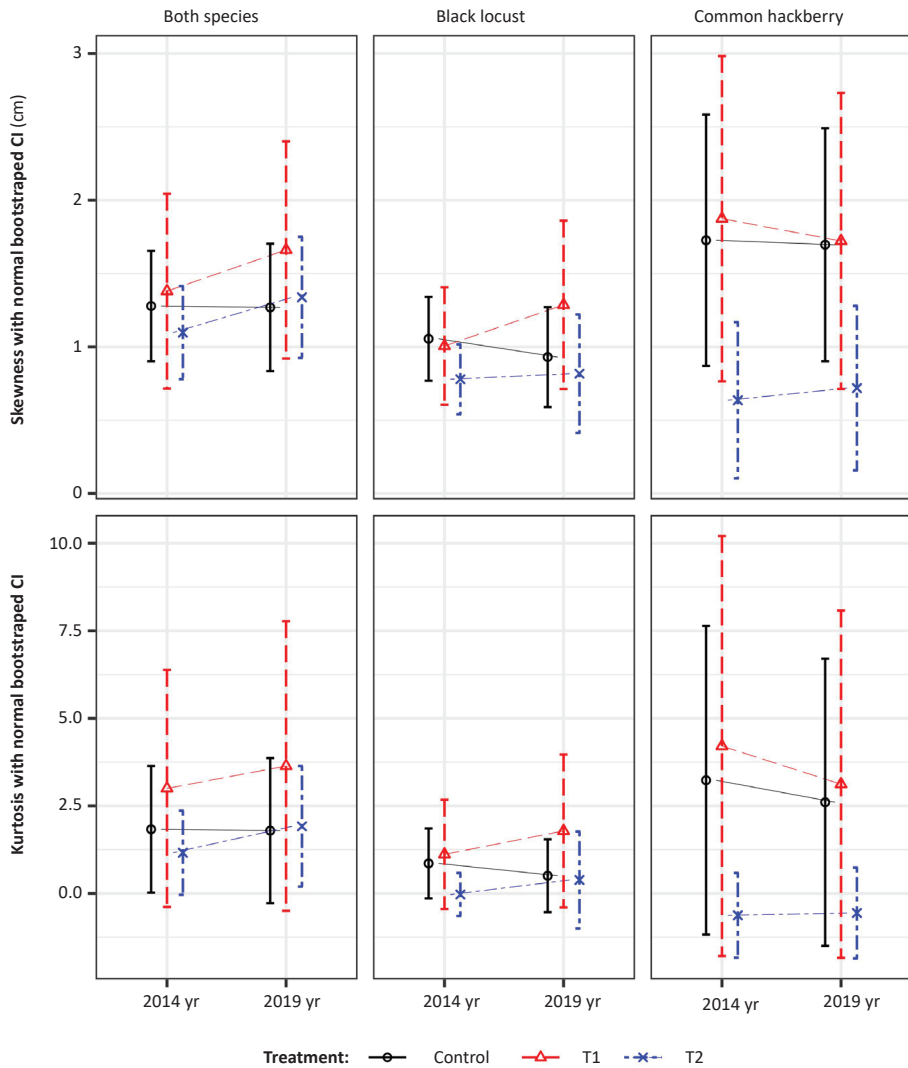 Both species
Black locust
Common hackberry
Skewness with normal bootstraped CI (cm)
3
2
1
0
Kurtosis with normal bootstraped CI
10.0
7.5
5.0
2.5
0.0
2014 yr 2019 yr 2014 yr 2019 yr 2014 yr 2019 yr
Treatment: Control T1 T2